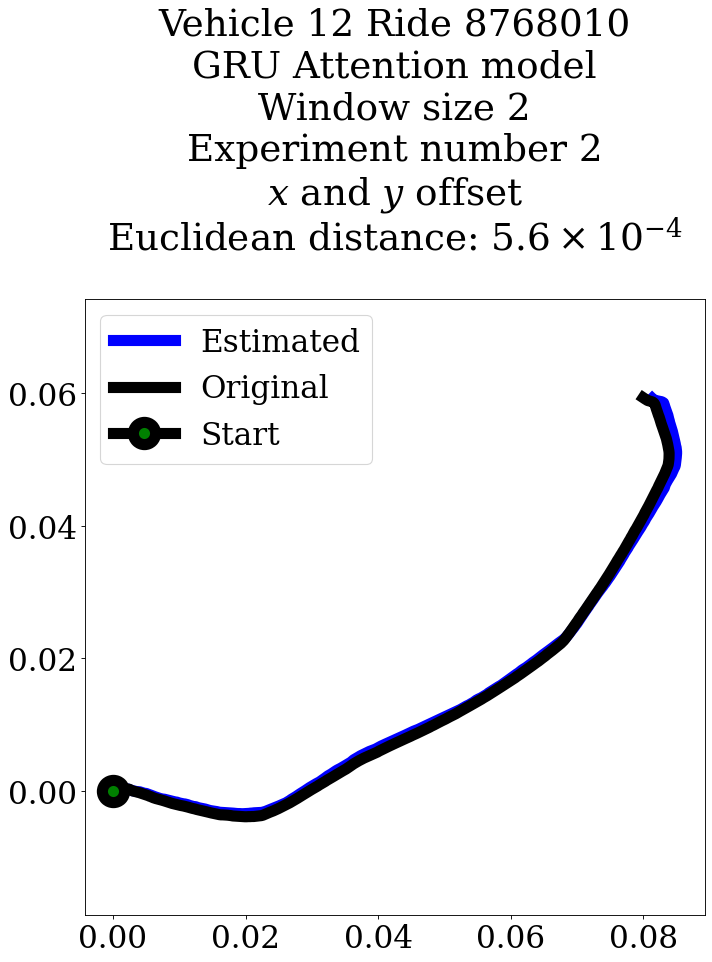 Vehicle 12 Ride 8768010
GRU Attention model
Window size 2
Experiment number 2
x and y offset
Euclidean distance: 5.6 × 10⁻⁴
Estimated
Original
Start
0.06
0.04
0.02
0.00
0.00 0.02 0.04 0.06 0.08